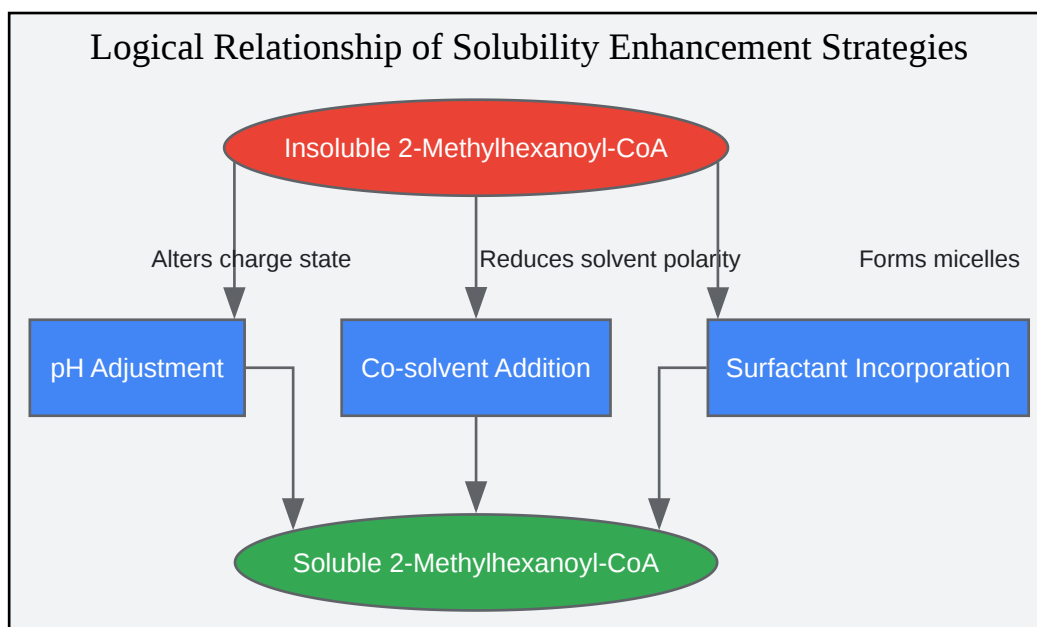 Logical Relationship of Solubility Enhancement Strategies
Insoluble 2-Methylhexanoyl-CoA
Alters charge state
Reduces solvent polarity
Forms micelles
pH Adjustment
Co-solvent Addition
Surfactant Incorporation
Soluble 2-Methylhexanoyl-CoA